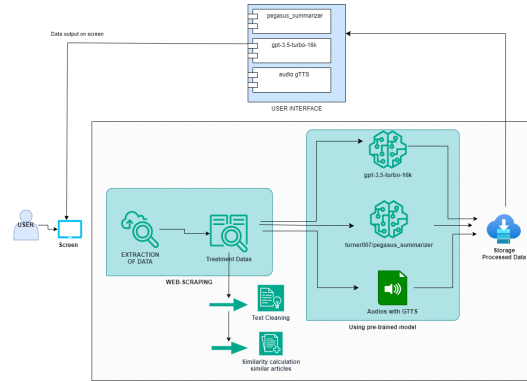 pegasus_summarizer
Data output on screen
gpt-3.5-turbo-16k
audio gTTS
USER INTERFACE
gpt-3.5-turbo-16k
USER
Screen
EXTRACTION
OF DATA
Treatment Datas
turner007/pegasus_summarizer
Storage
Processed Data
WEB-SCRAPING
Audios with GTTS
Text Cleaning
Using pre-trained model
Similarity calculation
similar articles